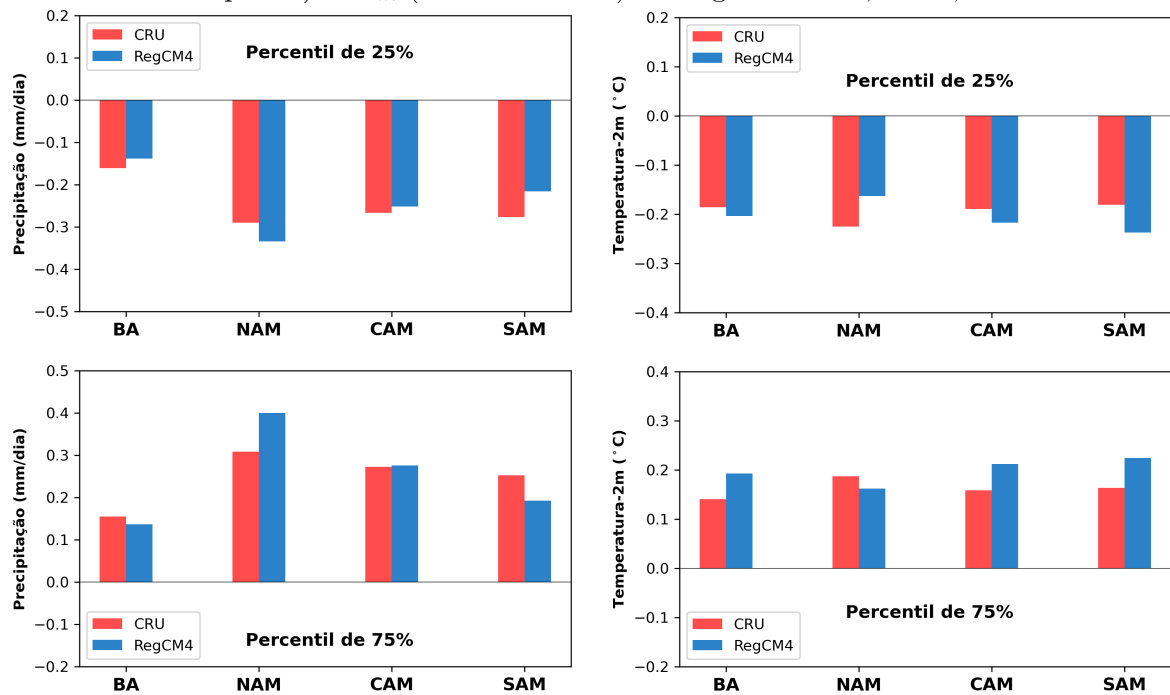 CRU
RegCM4
Percentil de 25%
Precipitação (mm/dia)
0.2
0.1
0.0
−0.1
−0.2
−0.3
−0.4
−0.5
BA NAM CAM SAM
CRU
RegCM4
Percentil de 25%
Temperatura-2m (°C)
0.2
0.1
0.0
−0.1
−0.2
−0.3
−0.4
BA NAM CAM SAM
Precipitação (mm/dia)
0.5
0.4
0.3
0.2
0.1
0.0
−0.1
−0.2
CRU
RegCM4
Percentil de 75%
BA NAM CAM SAM
Temperatura-2m (°C)
0.4
0.3
0.2
0.1
0.0
−0.1
−0.2
CRU
RegCM4
Percentil de 75%
BA NAM CAM SAM